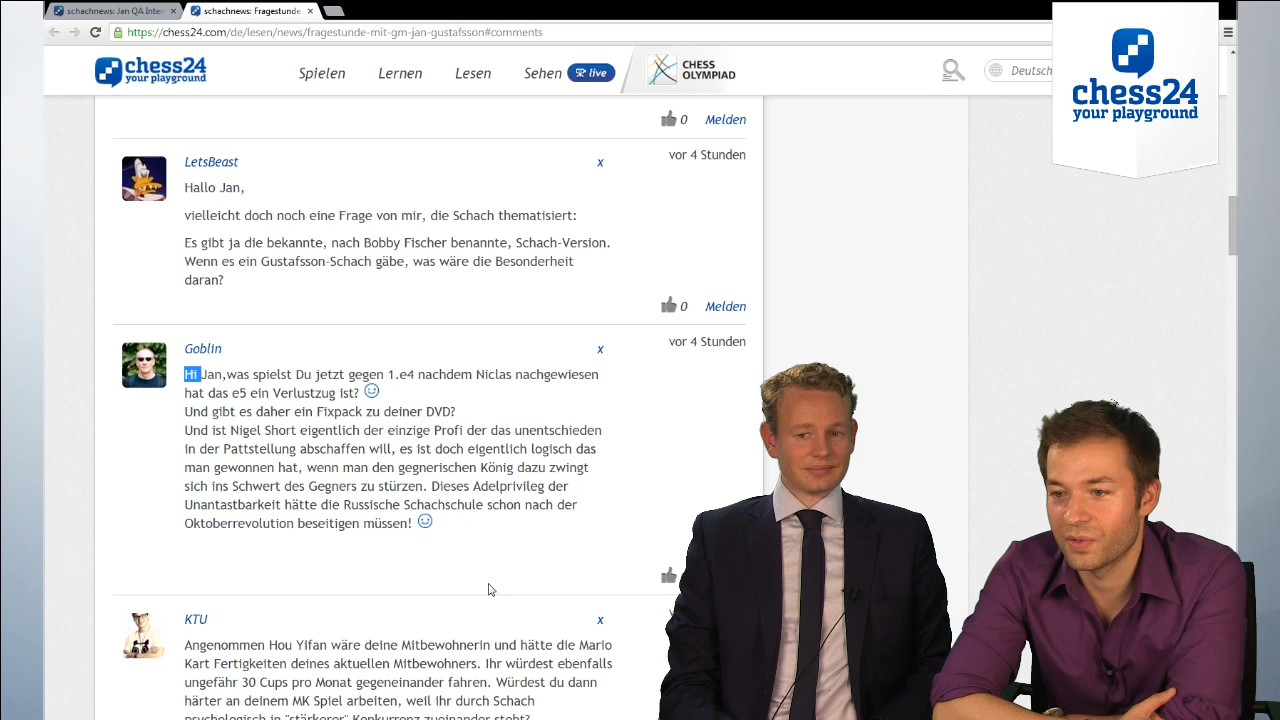 schachnews: Jan QA Inter
schachnews: Fragestunde
https://chess24.com/de/lesen/news/fragestunde-mit-gm-jan-gustafsson#comments
chess24
your playground
Spielen
Lernen
Lesen
Sehen
live
CHESS
OLYMPIAD
Deutsch
chess24
your playground
0
Melden
LetsBeast
x
vor 4 Stunden
Hallo Jan,
vielleicht doch noch eine Frage von mir, die Schach thematisiert:
Es gibt ja die bekannte, nach Bobby Fischer benannte, Schach-Version.
Wenn es ein Gustafsson-Schach gäbe, was wäre die Besonderheit
daran?
0
Melden
Goblin
x
vor 4 Stunden
Hi Jan,was spielst Du jetzt gegen 1.e4 nachdem Niclas nachgewiesen
hat das e5 ein Verlustzug ist?
Und gibt es daher ein Fixpack zu deiner DVD?
Und ist Nigel Short eigentlich der einzige Profi der das unentschieden
in der Pattstellung abschaffen will, es ist doch eigentlich logisch das
man gewonnen hat, wenn man den gegnerischen König dazu zwingt
sich ins Schwert des Gegners zu stürzen. Dieses Adelprivileg der
Unantastbarkeit hätte die Russische Schachschule schon nach der
Oktoberrevolution beseitigen müssen!
KTU
x
Angenommen Hou Yifan wäre deine Mitbewohnerin und hätte die Mario
Kart Fertigkeiten deines aktuellen Mitbewohners. Ihr würdest ebenfalls
ungefähr 30 Cups pro Monat gegeneinander fahren. Würdest du dann
härter an deinem MK Spiel arbeiten, weil ihr durch Schach
psychologisch in "stärkerer" Konkurrenz zueinander steht?